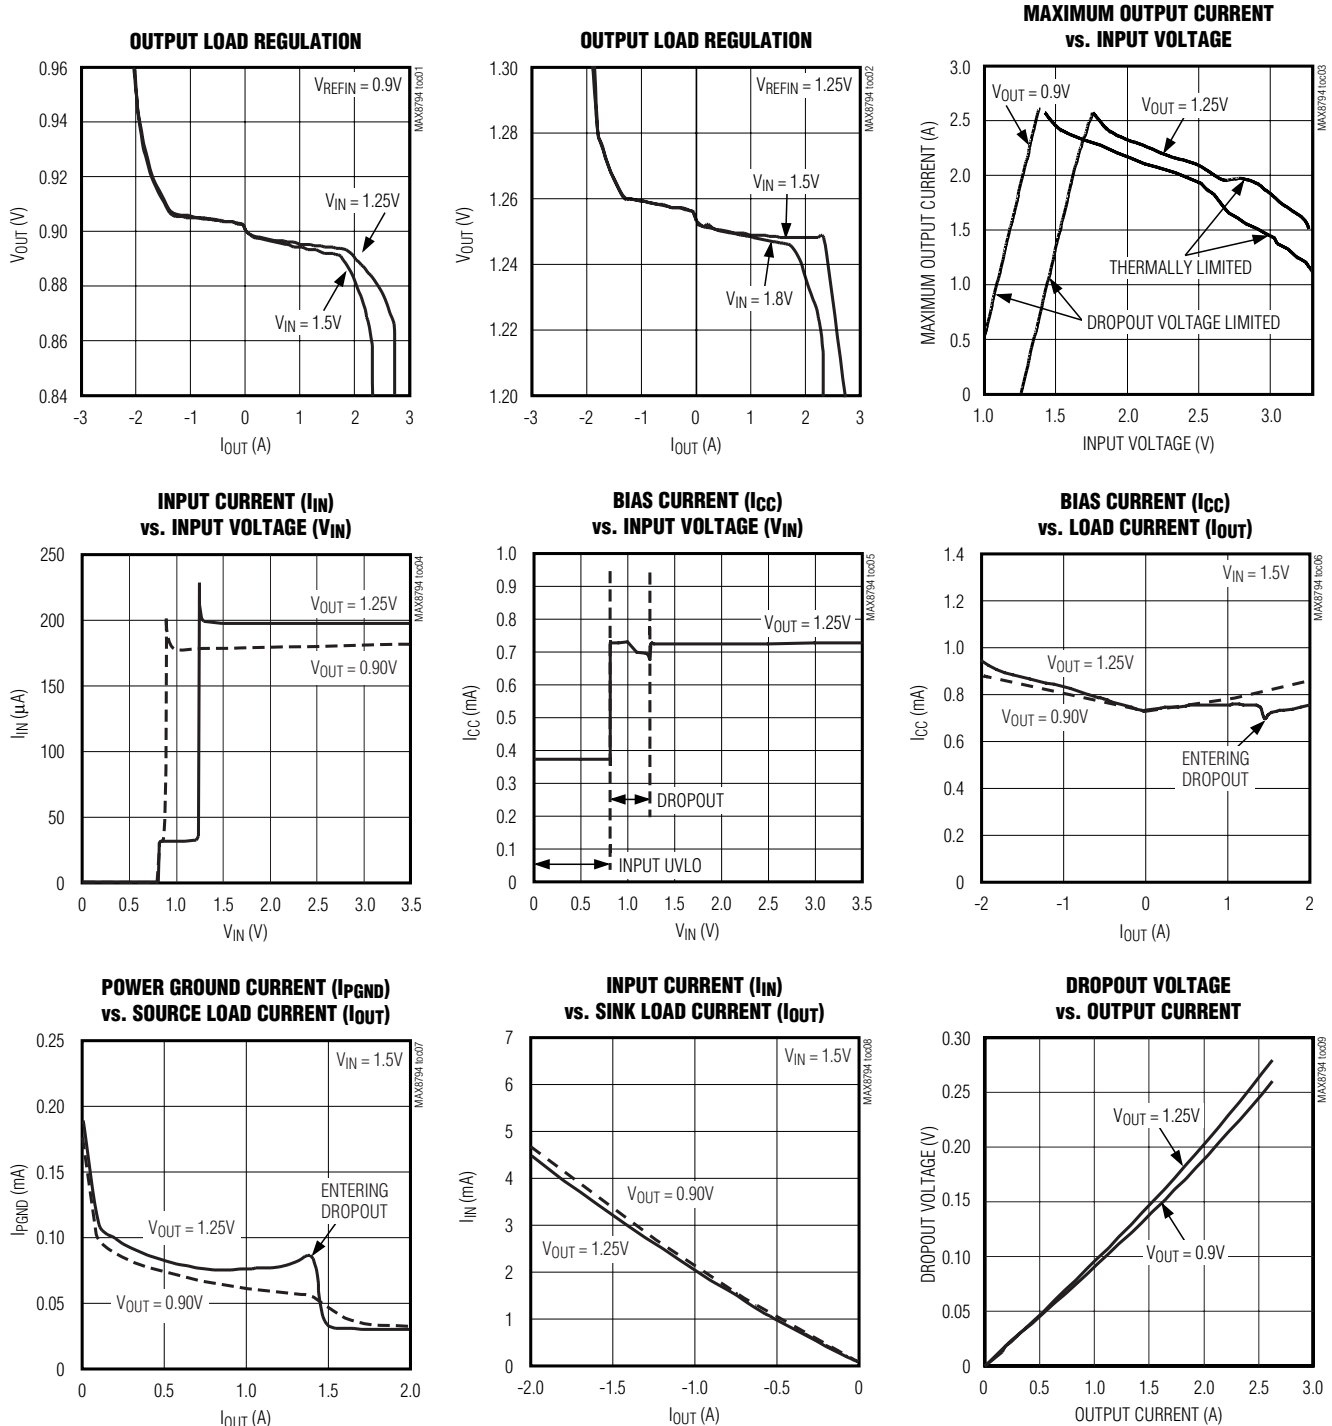 OUTPUT LOAD REGULATION
0.96
0.94
0.92
0.90
0.88
0.86
0.84
VOUT (V)
VREFIN = 0.9V
VIN = 1.25V
VIN = 1.5V
-3 -2 -1 0 1 2 3
IOUT (A)
MAX8794 toc01
OUTPUT LOAD REGULATION
1.30
1.28
1.26
1.24
1.22
1.20
VOUT (V)
VREFIN = 1.25V
VIN = 1.5V
VIN = 1.8V
-3 -2 -1 0 1 2 3
IOUT (A)
MAX8794 toc02
MAXIMUM OUTPUT CURRENT
vs. INPUT VOLTAGE
3.0
2.5
2.0
1.5
1.0
0.5
0
MAXIMUM OUTPUT CURRENT (A)
VOUT = 0.9V
VOUT = 1.25V
THERMALLY LIMITED
DROPOUT VOLTAGE LIMITED
1.0 1.5 2.0 2.5 3.0
INPUT VOLTAGE (V)
MAX8794 toc03
INPUT CURRENT (IIN)
vs. INPUT VOLTAGE (VIN)
250
200
150
100
50
0
IIN (µA)
VOUT = 1.25V
VOUT = 0.90V
0 0.5 1.0 1.5 2.0 2.5 3.0 3.5
VIN (V)
MAX8794 toc04
BIAS CURRENT (ICC)
vs. INPUT VOLTAGE (VIN)
1.0
0.9
0.8
0.7
0.6
0.5
0.4
0.3
0.2
0.1
0
ICC (mA)
VOUT = 1.25V
DROPOUT
INPUT UVLO
0 0.5 1.0 1.5 2.0 2.5 3.0 3.5
VIN (V)
MAX8794 toc05
BIAS CURRENT (ICC)
vs. LOAD CURRENT (IOUT)
1.4
1.2
1.0
0.8
0.6
0.4
0.2
0
ICC (mA)
VIN = 1.5V
VOUT = 1.25V
VOUT = 0.90V
ENTERING
DROPOUT
-2 -1 0 1 2
IOUT (A)
MAX8794 toc06
POWER GROUND CURRENT (IPGND)
vs. SOURCE LOAD CURRENT (IOUT)
0.25
0.20
0.15
0.10
0.05
0
IPGND (mA)
VIN = 1.5V
ENTERING
DROPOUT
VOUT = 1.25V
VOUT = 0.90V
0 0.5 1.0 1.5 2.0
IOUT (A)
MAX8794 toc07
INPUT CURRENT (IIN)
vs. SINK LOAD CURRENT (IOUT)
7
6
5
4
3
2
1
0
IIN (mA)
VIN = 1.5V
VOUT = 0.90V
VOUT = 1.25V
-2.0 -1.5 -1.0 -0.5 0
IOUT (A)
MAX8794 toc08
DROPOUT VOLTAGE
vs. OUTPUT CURRENT
0.30
0.25
0.20
0.15
0.10
0.05
0
DROPOUT VOLTAGE (V)
VOUT = 1.25V
VOUT = 0.9V
0 0.5 1.0 1.5 2.0 2.5 3.0
OUTPUT CURRENT (A)
MAX8794 toc09